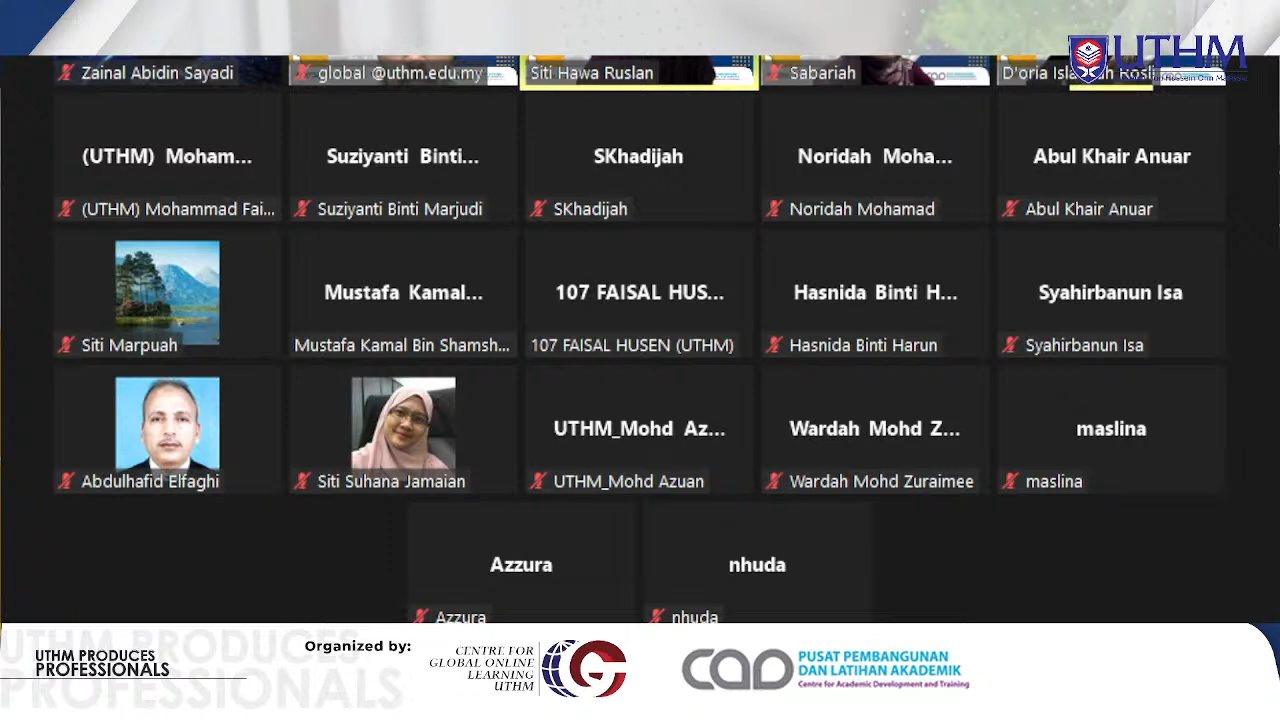 UTHM
Zainal Abidin Sayadi
global @uthm.edu.my
Siti Hawa Ruslan
Sabariah
D'oria
(UTHM) Moham...
Suziyanti Binti...
SKhadijah
Noridah Moha...
Abul Khair Anuar
(UTHM) Mohammad Fai...
Suziyanti Binti Marjudi
SKhadijah
Noridah Mohamad
Abul Khair Anuar
Mustafa Kamal...
107 FAISAL HUS...
Hasnida Binti H...
Syahirbanun Isa
Siti Marpuah
Mustafa Kamal Bin Shamsh...
107 FAISAL HUSEN (UTHM)
Hasnida Binti Harun
Syahirbanun Isa
UTHM_Mohd Az...
Wardah Mohd Z...
maslina
Abdulhafid Elfaghi
Siti Suhana Jamaian
UTHM_Mohd Azuan
Wardah Mohd Zuraimee
maslina
Azzura
nhuda
Azzura
nhuda
UTHM PRODUCES
PROFESSIONALS
UTHM PRODUCES
PROFESSIONALS
Organized by:
CENTRE FOR
GLOBAL ONLINE
LEARNING
UTHM
G
CAD
PUSAT PEMBANGUNAN
DAN LATIHAN AKADEMIK
Centre for Academic Development and Training